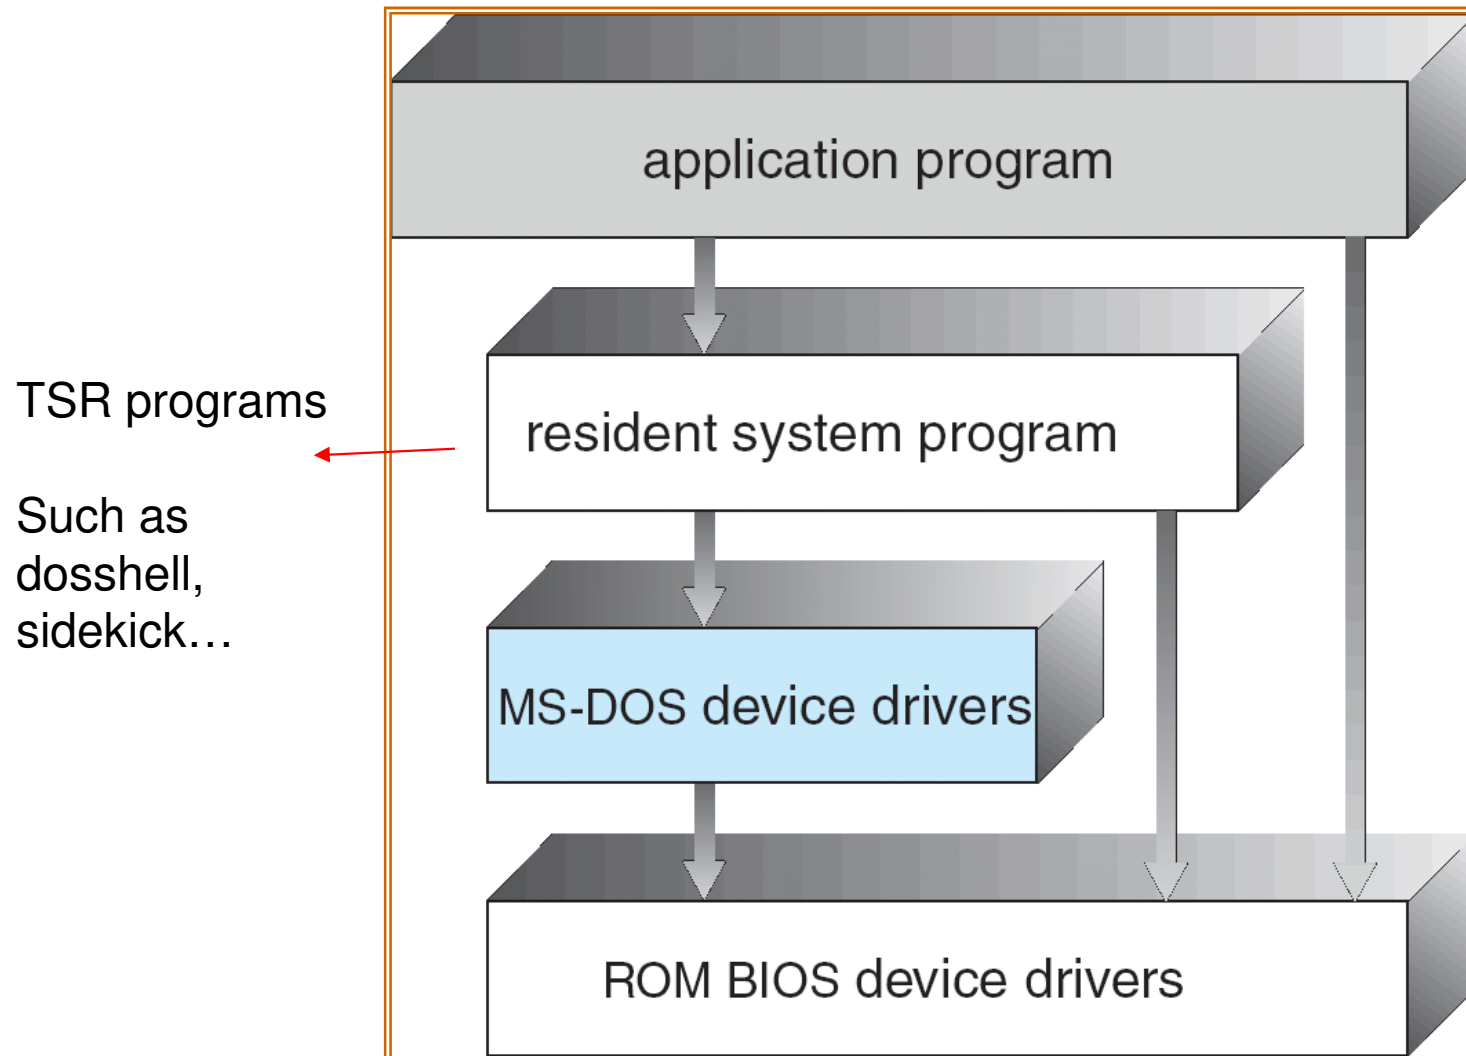 application program
TSR programs
resident system program
Such as
dosshell,
sidekick…
MS-DOS device drivers
ROM BIOS device drivers